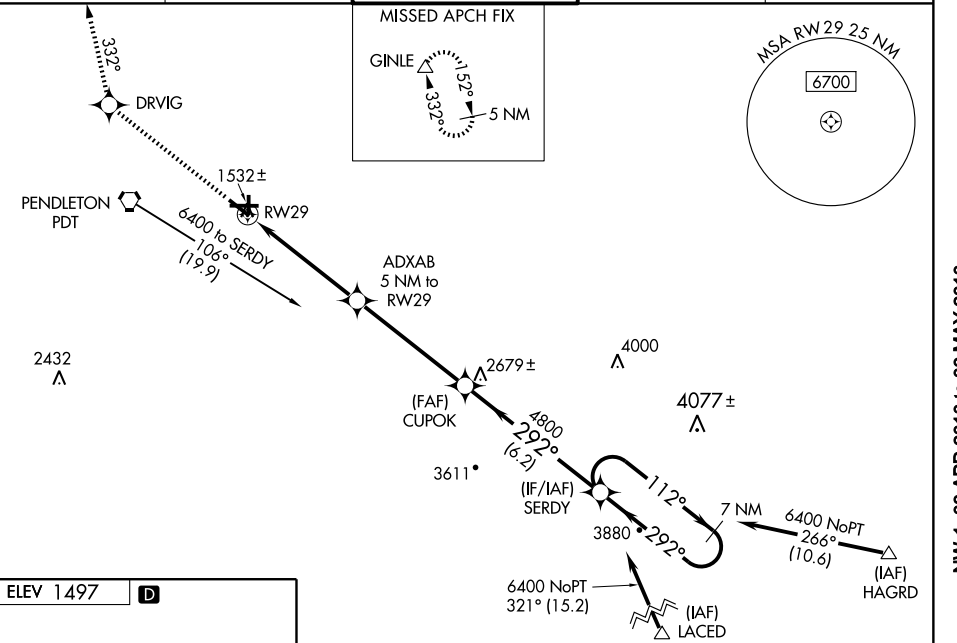 MISSED APCH FIX
GINLE
152°
332°
5 NM
MSA RW 29 25 NM
6700
332°
DRVIG
1532 ±
RW29
PENDLETON
PDT
6400 to SERDY
106°
(19.9)
ADXAB
5 NM to
RW29
2432
2679 ±
4000
(FAF)
CUPOK
4077 ±
4800
292°
(6.2)
3611
(IF/IAF)
SERDY
112°
7 NM
3880
292°
6400 NoPT
266°
(10.6)
(IAF)
HAGRD
6400 NoPT
321° (15.2)
(IAF)
LACED
ELEV 1497
D